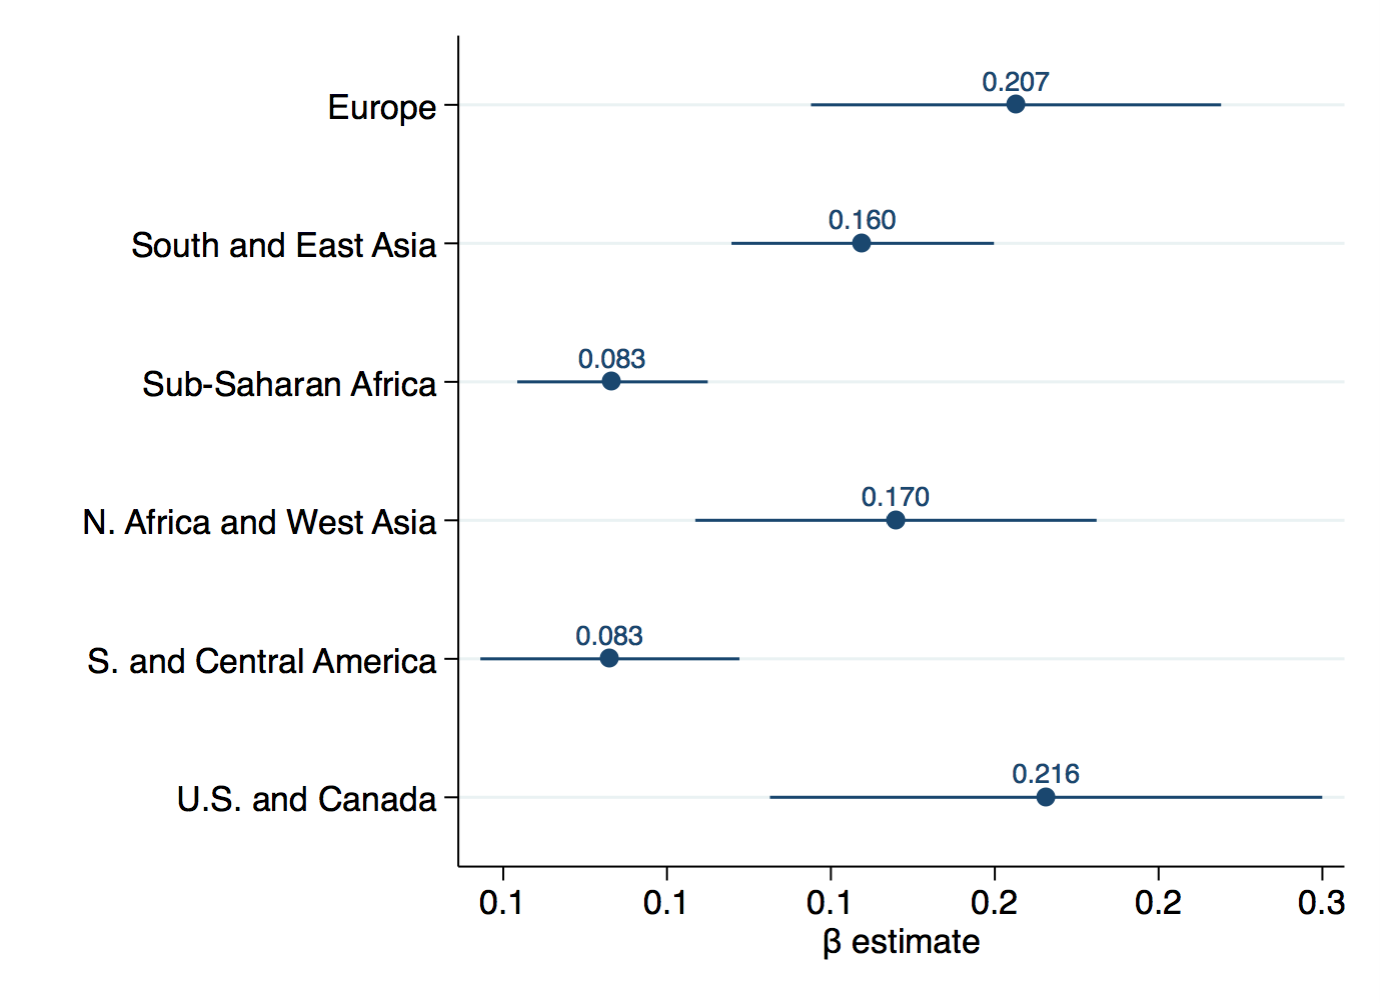 0.207
Europe
0.160
South and East Asia
0.083
Sub-Saharan Africa
0.170
N. Africa and West Asia
0.083
S. and Central America
0.216
U.S. and Canada
0.1 0.1 0.1 0.2 0.2 0.3
β estimate